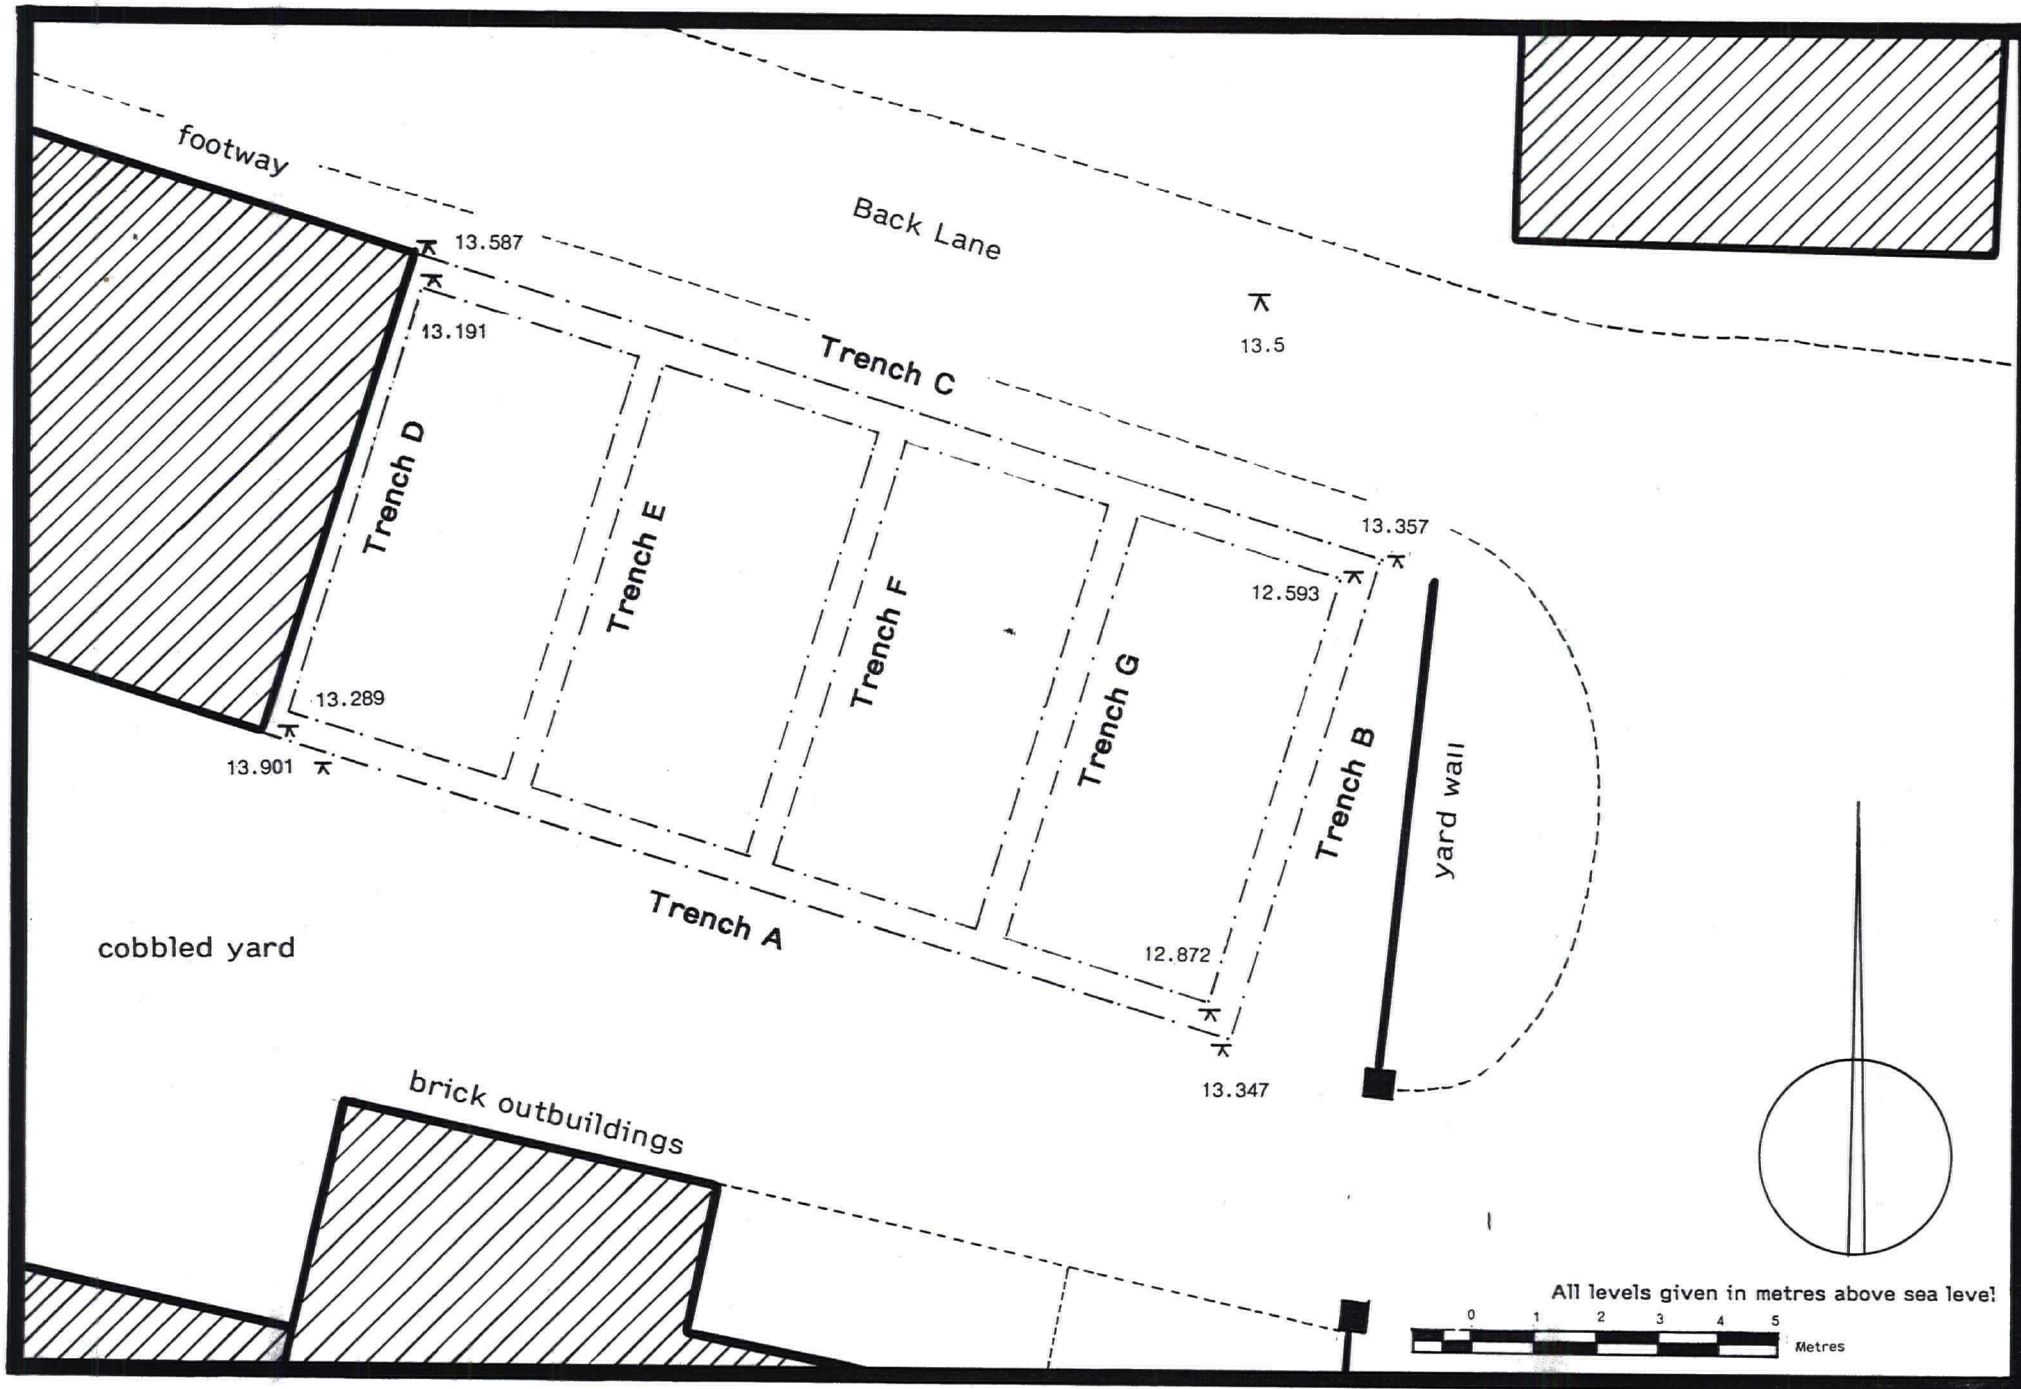 footway
Back Lane
13.587
13.191
13.5
Trench C
Trench D
Trench E
Trench F
Trench G
Trench B
13.357
12.593
yard wall
13.289
13.901
Trench A
12.872
13.347
cobbled yard
brick outbuildings
All levels given in metres above sea level
0 1 2 3 4 5
Metres